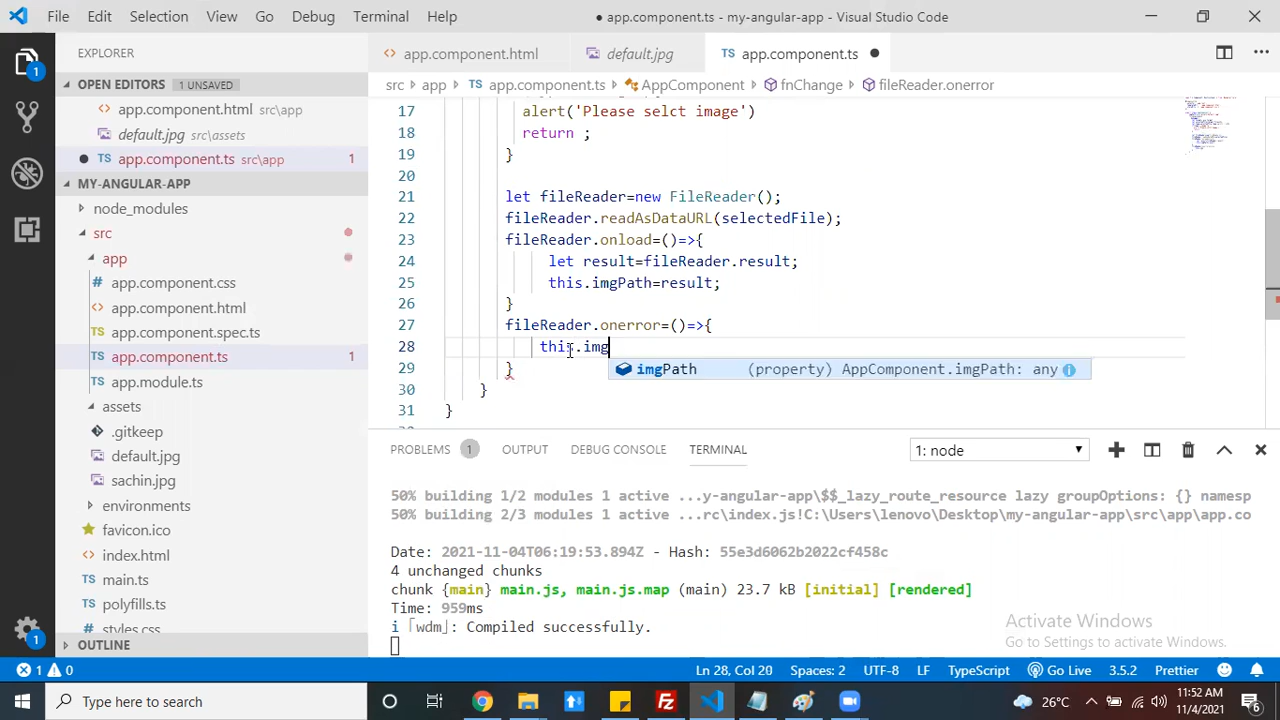 File Edit Selection View Go Debug Terminal Help ● app.component.ts - my-angular-app - Visual Studio Code
EXPLORER
OPEN EDITORS 1 UNSAVED
app.component.html src\app
default.jpg src\assets
● TS app.component.ts src\app 1
MY-ANGULAR-APP
node_modules
src
app
app.component.css
<> app.component.html
TS app.component.spec.ts
TS app.component.ts 1
TS app.module.ts
assets
.gitkeep
default.jpg
sachin.jpg
environments
favicon.ico
<> index.html
TS main.ts
TS polyfills.ts
styles.css
OUTLINE
1
1
<> app.component.html default.jpg TS app.component.ts ●
src › app › TS app.component.ts › AppComponent › fnChange › fileReader.onerror
17 alert('Please selct image')
18 return ;
19 }
20
21 let fileReader=new FileReader();
22 fileReader.readAsDataURL(selectedFile);
23 fileReader.onload=()=>{
24 let result=fileReader.result;
25 this.imgPath=result;
26 }
27 fileReader.onerror=()=>{
28 this.img
imgPath (property) AppComponent.imgPath: any
29 }
30 }
31 }
PROBLEMS 1 OUTPUT DEBUG CONSOLE TERMINAL 1: node
50% building 1/2 modules 1 active ...y-angular-app\$$_lazy_route_resource lazy groupOptions: {} namesp
50% building 2/3 modules 1 active ...rc\index.js!C:\Users\lenovo\Desktop\my-angular-app\src\app\app.co
Date: 2021-11-04T06:19:53.894Z - Hash: 55e3d6062b2022cf458c
4 unchanged chunks
chunk {main} main.js, main.js.map (main) 23.7 kB [initial] [rendered]
Time: 959ms
i ｢wdm｣: Compiled successfully.
Activate Windows
Go to Settings to activate Windows.
1 0 Ln 28, Col 20 Spaces: 2 UTF-8 LF TypeScript Go Live 3.5.2 Prettier
Type here to search
26°C
11:52 AM
11/4/2021
6